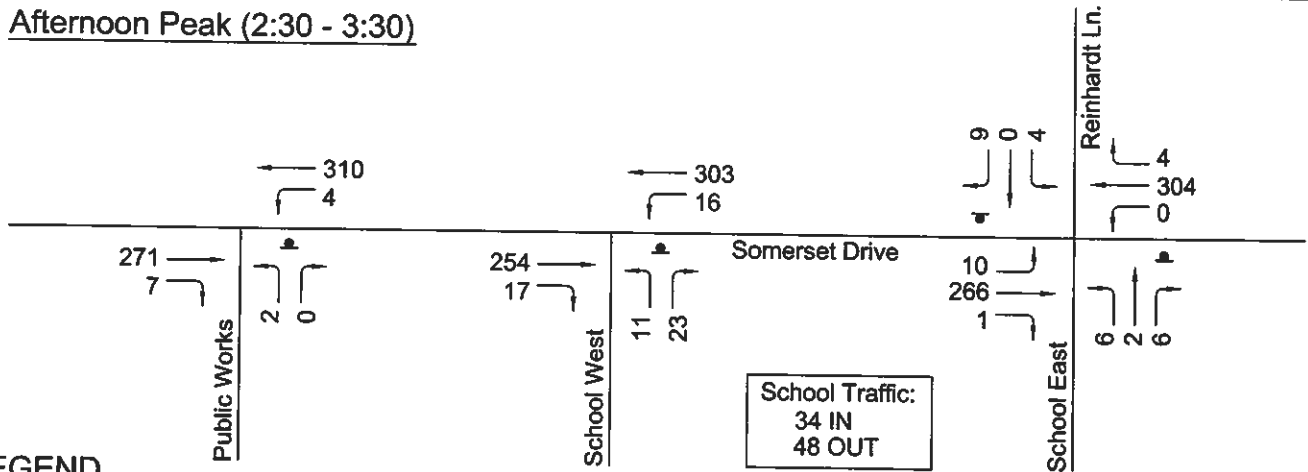 Afternoon Peak (2:30 - 3:30)
Reinhardt Ln.
310
4
303
16
9 0 4
4
304
0
Somerset Drive
271
7
2 0
254
17
11 23
10
266
1
6 2 6
Public Works
School West
School East
School Traffic:
34 IN
48 OUT
EGEND